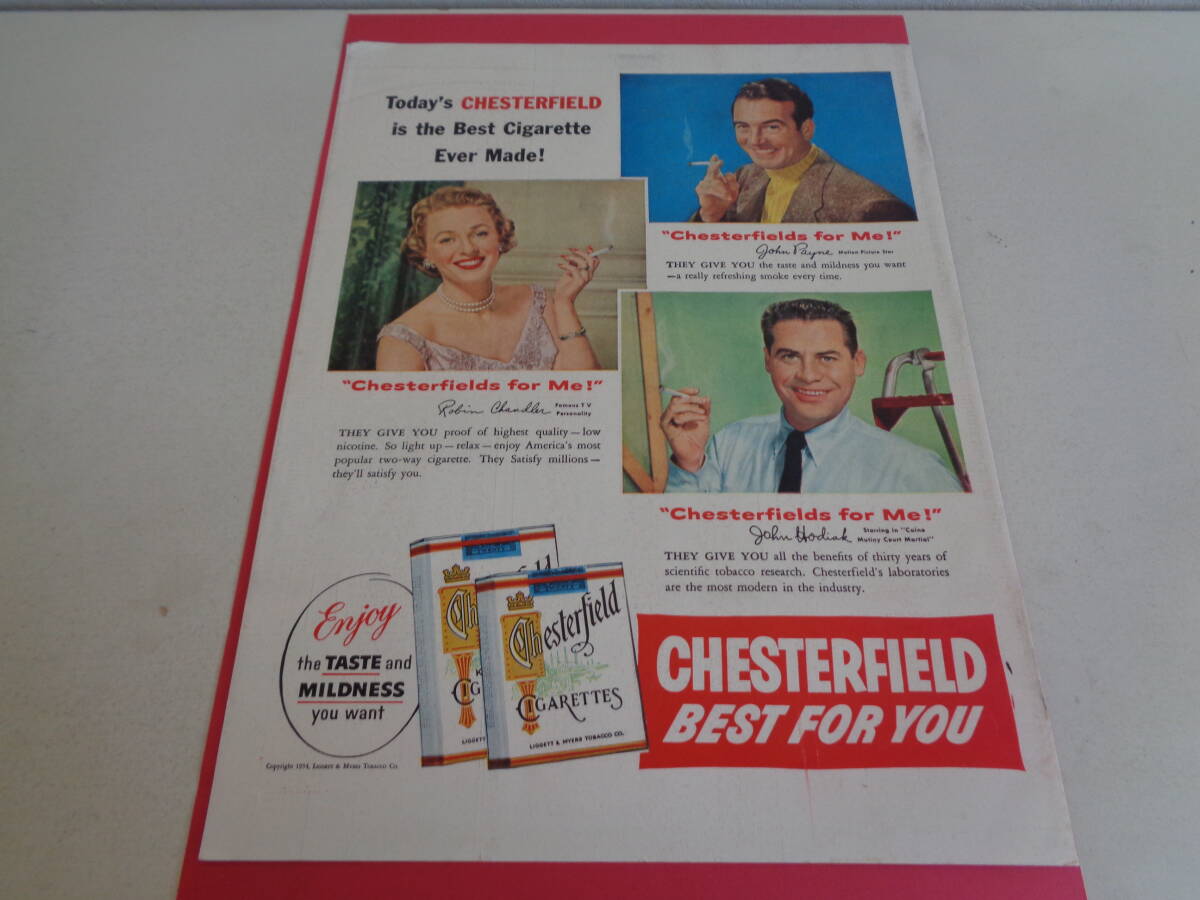 Today's CHESTERFIELD
is the Best Cigarette
Ever Made!
"Chesterfields for Me!"
John Payne Motion Picture Star
THEY GIVE YOU the taste and mildness you want
—a really refreshing smoke every time.
"Chesterfields for Me!"
Robin Chandler Famous TV
Personality
THEY GIVE YOU proof of highest quality—low
nicotine. So light up—relax—enjoy America's most
popular two-way cigarette. They Satisfy millions—
they'll satisfy you.
"Chesterfields for Me!"
John Hodiak Starring in "Caine
Mutiny Court Martial"
THEY GIVE YOU all the benefits of thirty years of
scientific tobacco research. Chesterfield's laboratories
are the most modern in the industry.
Enjoy
the TASTE and
MILDNESS
you want
Chesterfield
CIGARETTES
LIGGETT & MYERS TOBACCO CO.
CHESTERFIELD
BEST FOR YOU
Copyright 1954, LIGGETT & MYERS TOBACCO CO.